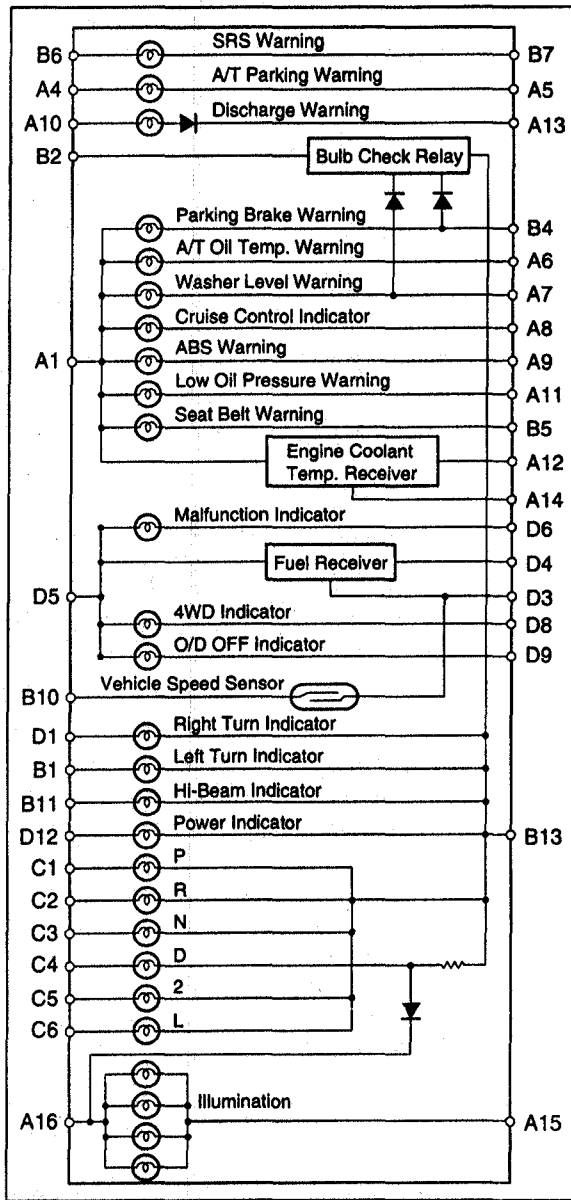 B6 SRS Warning B7
A4 A/T Parking Warning A5
A10 Discharge Warning A13
B2 Bulb Check Relay
Parking Brake Warning B4
A/T Oil Temp. Warning A6
Washer Level Warning A7
Cruise Control Indicator A8
A1 ABS Warning A9
Low Oil Pressure Warning A11
Seat Belt Warning B5
Engine Coolant
Temp. Receiver
A12
A14
Malfunction Indicator D6
Fuel Receiver D4
D5 D3
4WD Indicator D8
O/D OFF Indicator D9
B10 Vehicle Speed Sensor
D1 Right Turn Indicator
B1 Left Turn Indicator
B11 Hi-Beam Indicator
D12 Power Indicator B13
C1 P
C2 R
C3 N
C4 D
C5 2
C6 L
A16 Illumination A15